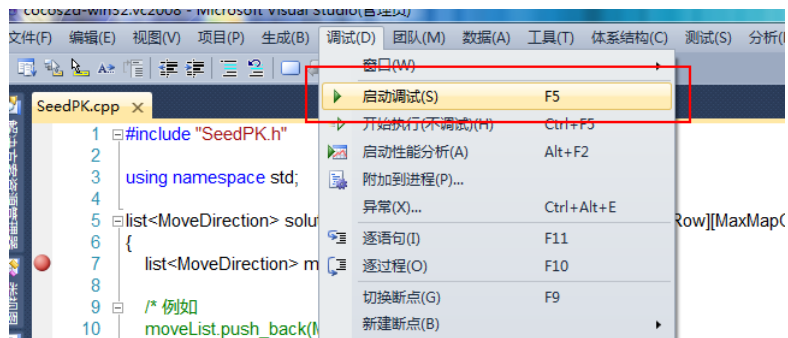 cocos2d-win32.vc2008 - Microsoft Visual Studio(管理员)
文件(F) 编辑(E) 视图(V) 项目(P) 生成(B) 调试(D) 团队(M) 数据(A) 工具(T) 体系结构(C) 测试(S) 分析(
窗口(W)
SeedPK.cpp
启动调试(S) F5
开始执行(不调试)(H) Ctrl+F5
启动性能分析(A) Alt+F2
附加到进程(P)...
异常(X)... Ctrl+Alt+E
逐语句(I) F11
逐过程(O) F10
切换断点(G) F9
新建断点(B)
1 #include "SeedPK.h"
2
3 using namespace std;
4
5 list<MoveDirection> solu Row][MaxMapC
6 {
7 list<MoveDirection> m
8
9 /* 例如
10 moveList.push_back(M